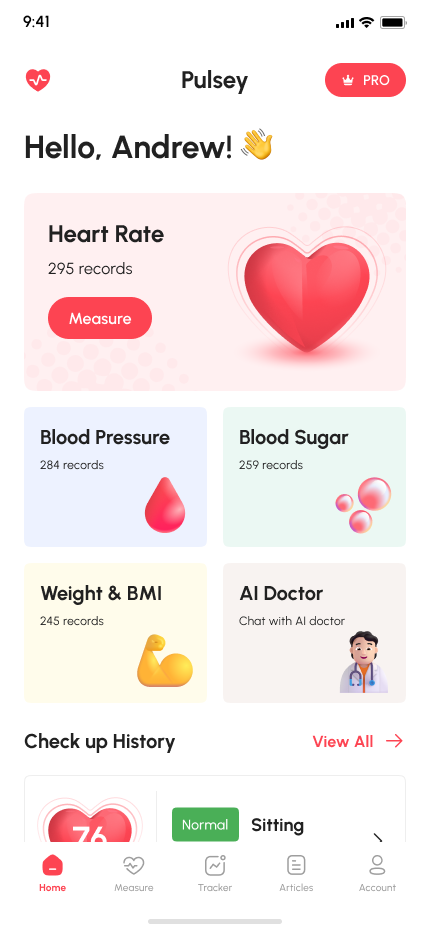 9:41
Pulsey
PRO
Hello, Andrew!
Heart Rate
295 records
Measure
Blood Pressure
284 records
Blood Sugar
259 records
Weight & BMI
245 records
AI Doctor
Chat with AI doctor
Check up History
View All
76
Normal
Sitting
Home
Measure
Tracker
Articles
Account